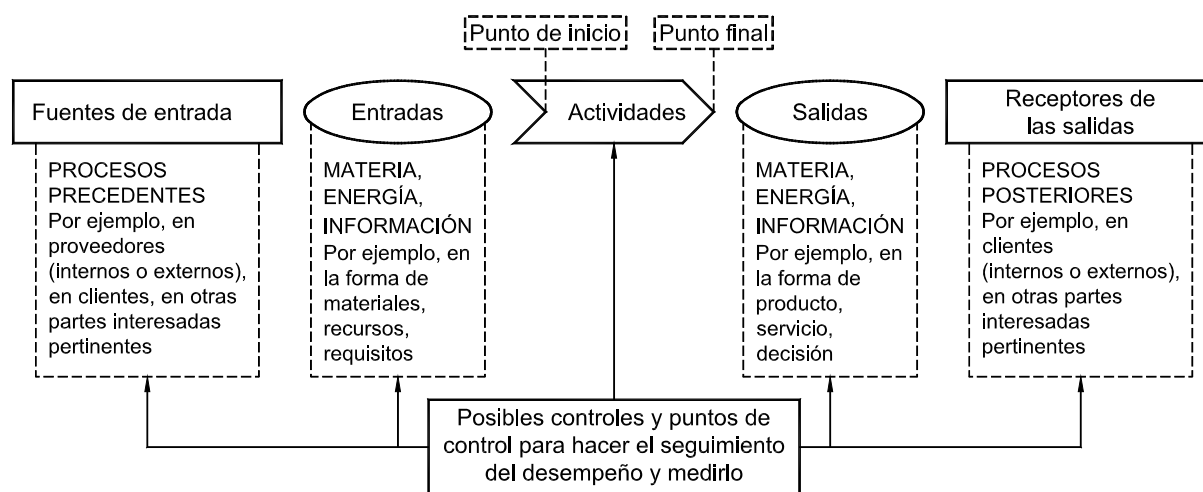 Punto de inicio
Punto final
Fuentes de entrada
Entradas
Actividades
Salidas
Receptores de
las salidas
PROCESOS
PRECEDENTES
Por ejemplo, en
proveedores
(internos o externos),
en clientes, en otras
partes interesadas
pertinentes
MATERIA,
ENERGÍA,
INFORMACIÓN
Por ejemplo, en
la forma de
materiales,
recursos,
requisitos
MATERIA,
ENERGÍA,
INFORMACIÓN
Por ejemplo, en
la forma de
producto,
servicio,
decisión
PROCESOS
POSTERIORES
Por ejemplo, en
clientes
(internos o externos),
en otras partes
interesadas
pertinentes
Posibles controles y puntos de
control para hacer el seguimiento
del desempeño y medirlo